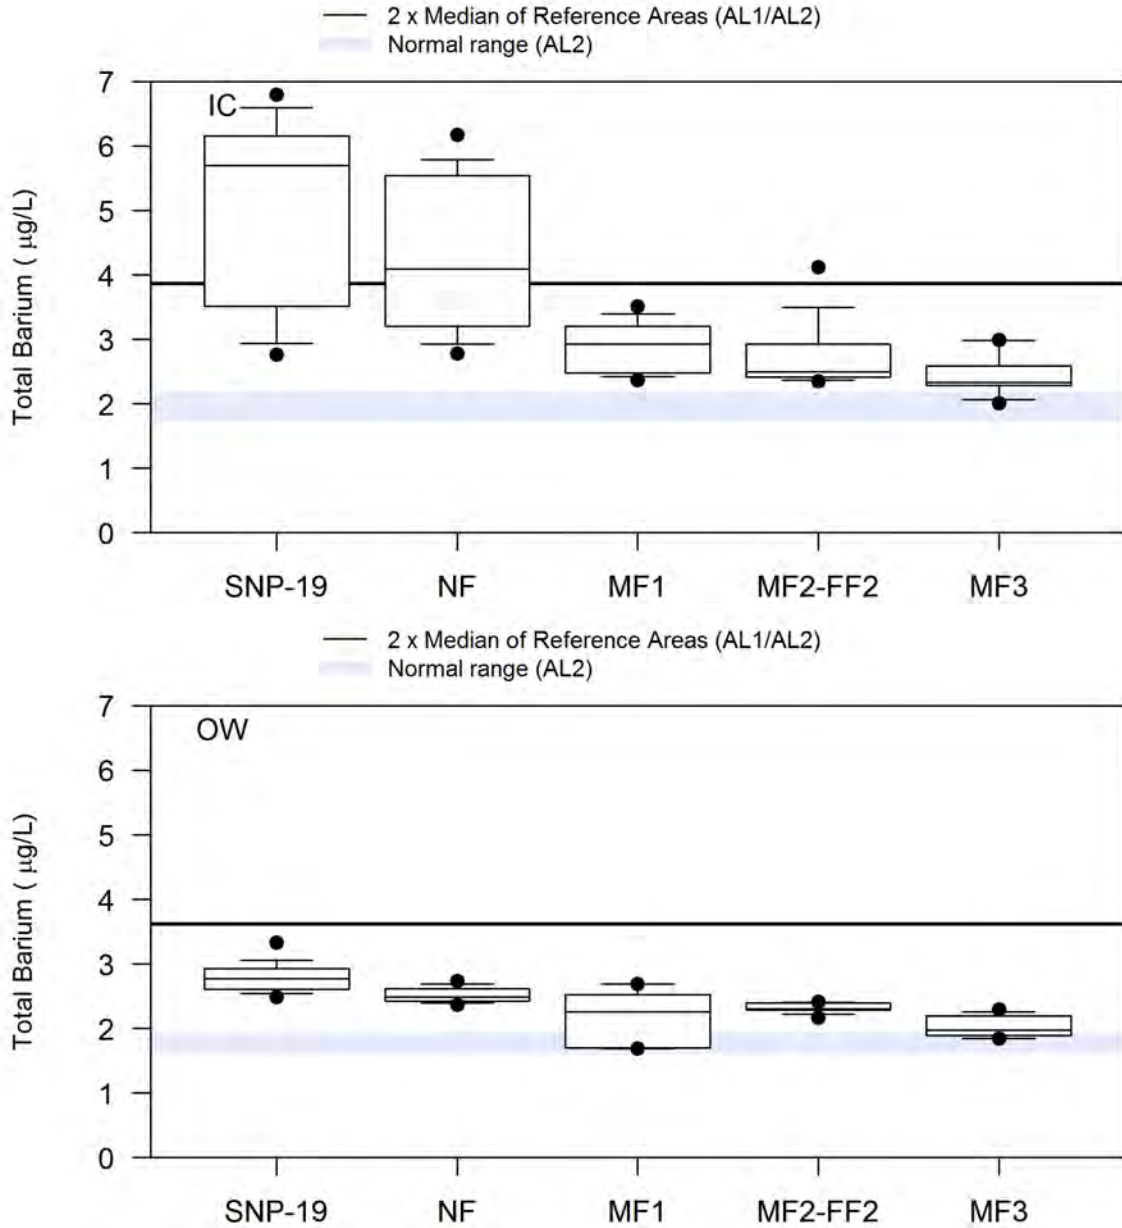 2 x Median of Reference Areas (AL1/AL2)
Normal range (AL2)
IC
Total Barium ( μg/L)
7
6
5
4
3
2
1
0
SNP-19 NF MF1 MF2-FF2 MF3
2 x Median of Reference Areas (AL1/AL2)
Normal range (AL2)
OW
Total Barium ( μg/L)
7
6
5
4
3
2
1
0
SNP-19 NF MF1 MF2-FF2 MF3